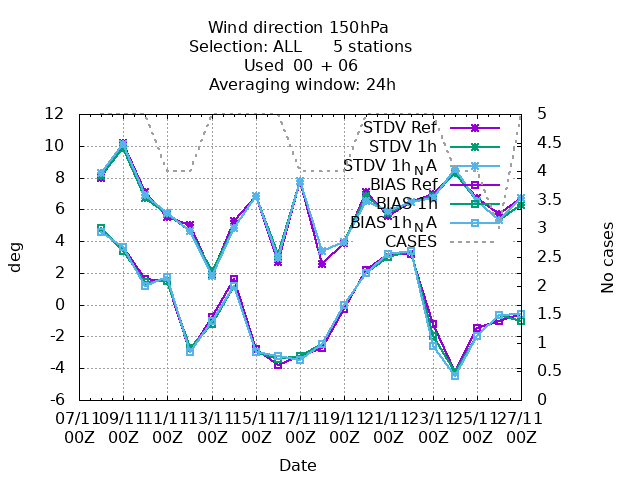 Wind direction 150hPa
Selection: ALL 5 stations
Used 00 + 06
Averaging window: 24h
deg
No cases
12
10
8
6
4
2
0
-2
-4
-6
5
4.5
4
3.5
3
2.5
2
1.5
1
0.5
0
STDV Ref
STDV 1h
STDV 1h_N A
BIAS Ref
BIAS 1h
BIAS 1h_N A
CASES
07/11 09/11 11/11 13/11 15/11 17/11 19/11 21/11 23/11 25/11 27/11
00Z 00Z 00Z 00Z 00Z 00Z 00Z 00Z 00Z 00Z 00Z
Date